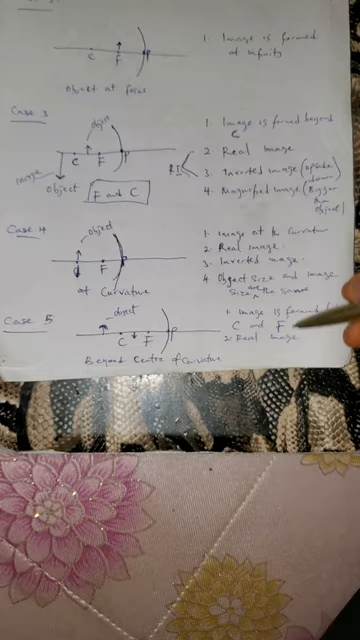 1. Image is formed
at infinity
C F P
Object at focus
Case 3
object
C F P
image
object
F and C
1. Image is formed beyond
C
2. Real Image
RI
3. Inverted image (upside
down)
4. Magnified image (Bigger
than
object)
Case 4
object
F P
at Curvature
1. Image at the Curvature
2. Real Image.
3. Inverted image.
4 Object size and image
size are the same
Case 5
object
C F P
Beyond Centre of Curvature
1. Image is formed
C and F
2. Real image